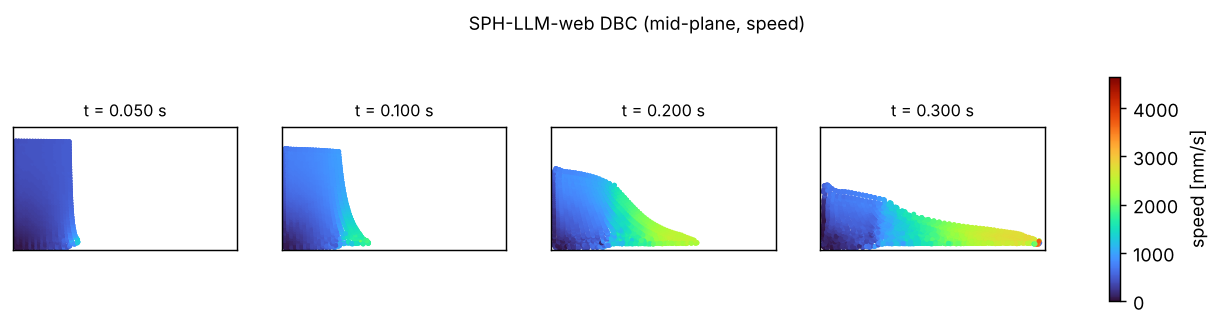 SPH-LLM-web DBC (mid-plane, speed)
t = 0.050 s
t = 0.100 s
t = 0.200 s
t = 0.300 s
4000
3000
2000
1000
0
speed [mm/s]